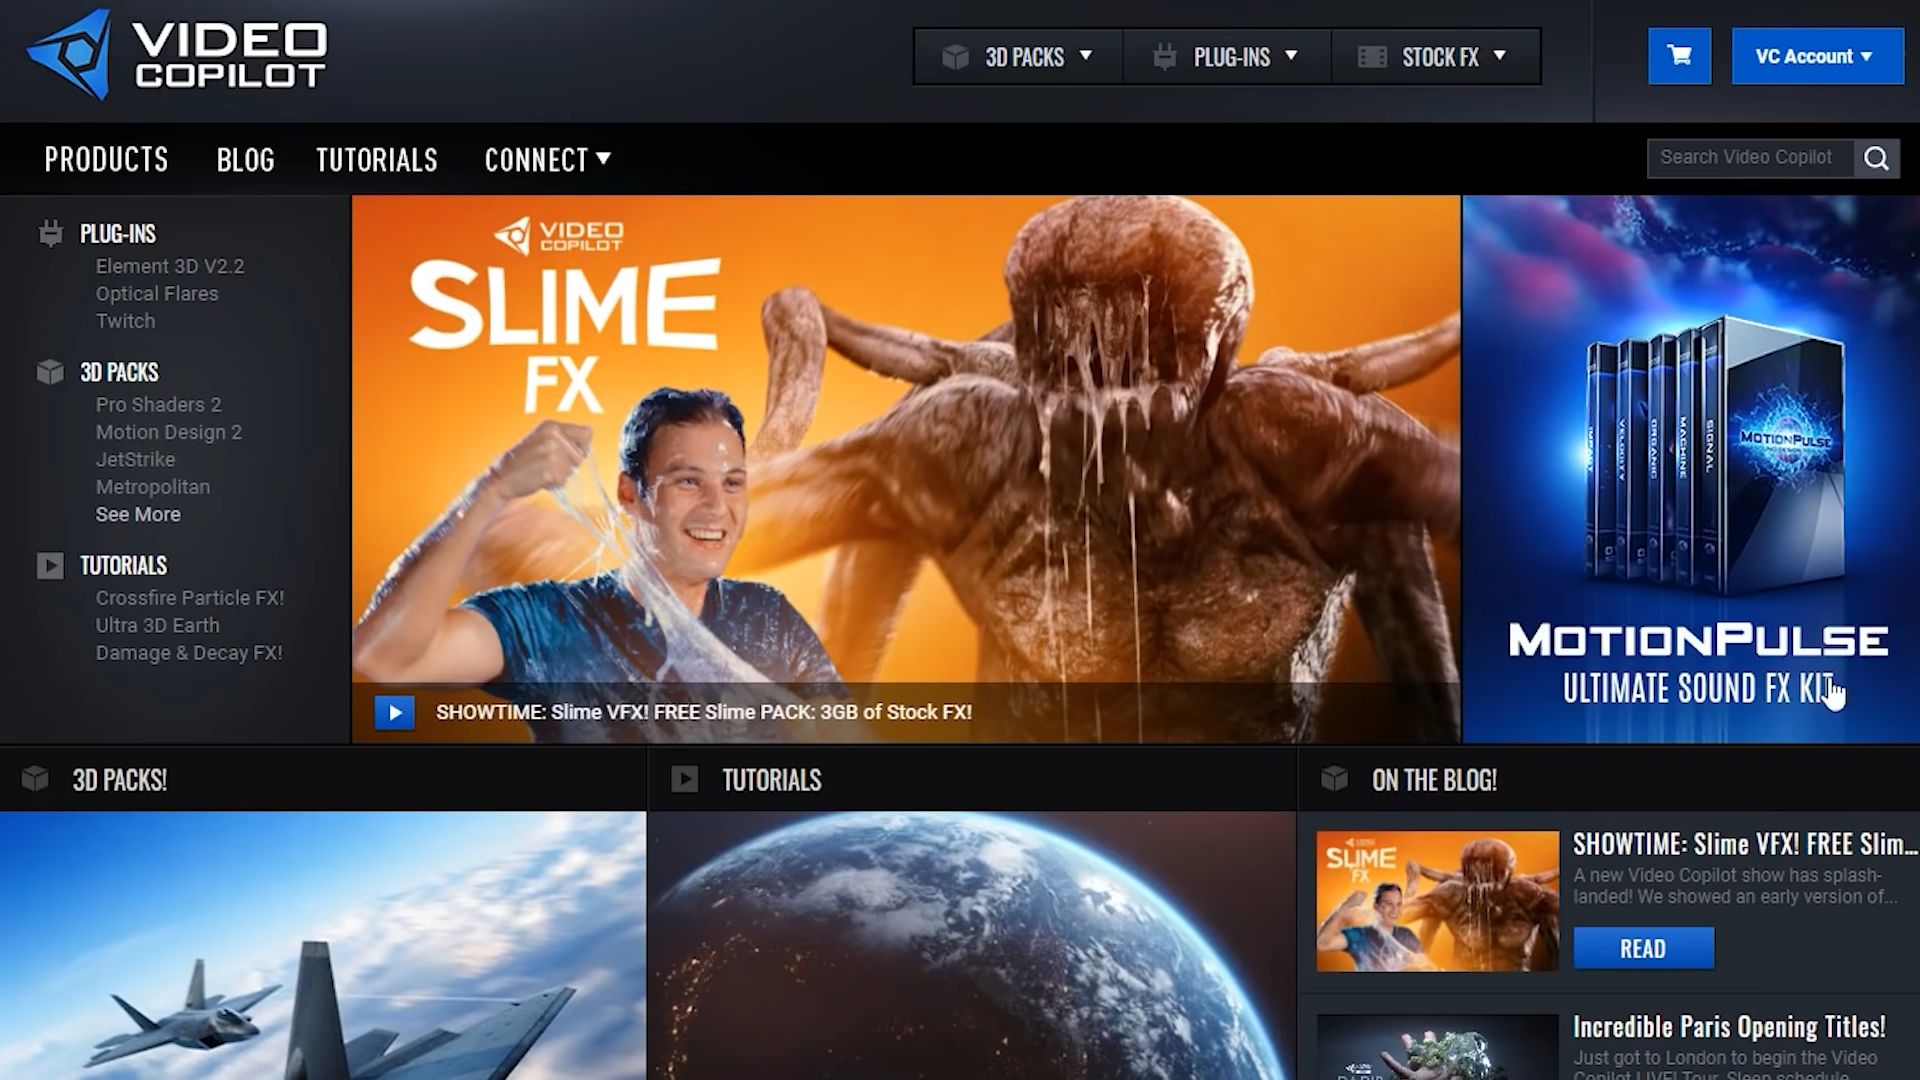 VIDEO
COPILOT
3D PACKS
PLUG-INS
STOCK FX
VC Account
PRODUCTS
BLOG
TUTORIALS
CONNECT
Search Video Copilot
PLUG-INS
Element 3D V2.2
Optical Flares
Twitch
3D PACKS
Pro Shaders 2
Motion Design 2
JetStrike
Metropolitan
See More
TUTORIALS
Crossfire Particle FX!
Ultra 3D Earth
Damage & Decay FX!
VIDEO
COPILOT
SLIME
FX
SHOWTIME: Slime VFX! FREE Slime PACK: 3GB of Stock FX!
VELOCITY
ORGANIC
MACHINE
SIGNAL
MOTIONPULSE
MOTIONPULSE
ULTIMATE SOUND FX KIT
3D PACKS!
TUTORIALS
ON THE BLOG!
SLIME
FX
SHOWTIME: Slime VFX! FREE Slim...
A new Video Copilot show has splash-
landed! We showed an early version of...
READ
Incredible Paris Opening Titles!
Just got to London to begin the Video
Copilot LIVE! Tour. Sleep schedule